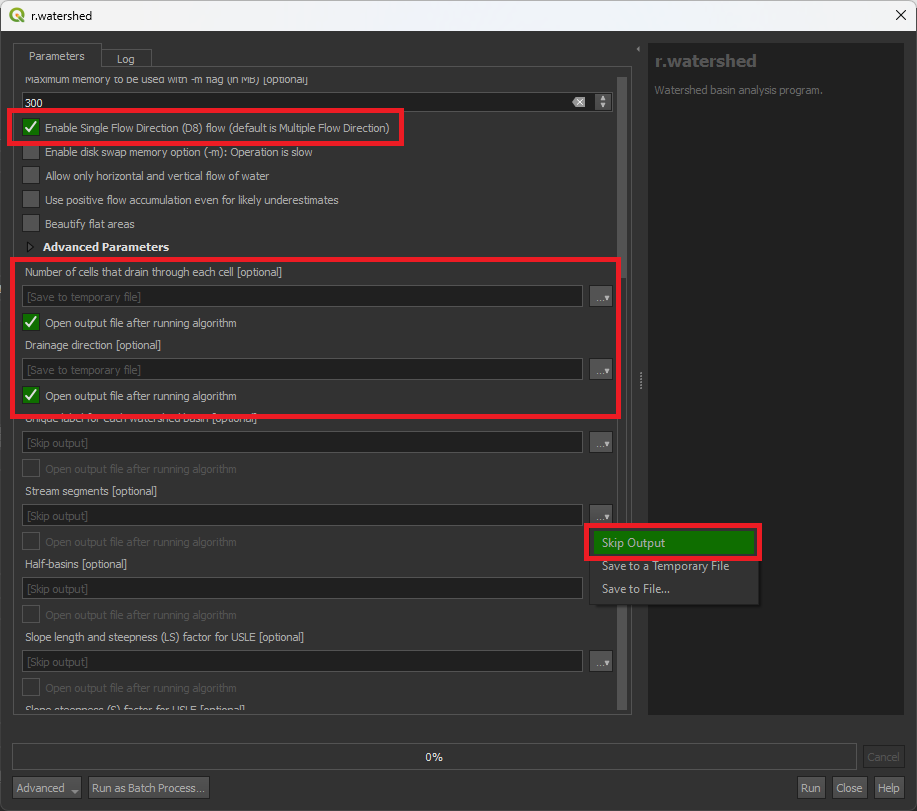 r.watershed
Parameters
Log
Maximum memory to be used with -m flag (in MB) [optional]
300
Enable Single Flow Direction (D8) flow (default is Multiple Flow Direction)
Enable disk swap memory option (-m): Operation is slow
Allow only horizontal and vertical flow of water
Use positive flow accumulation even for likely underestimates
Beautify flat areas
Advanced Parameters
Number of cells that drain through each cell [optional]
[Save to temporary file]
...
Open output file after running algorithm
Drainage direction [optional]
[Save to temporary file]
...
Open output file after running algorithm
Unique label for each watershed basin [optional]
[Skip output]
...
Open output file after running algorithm
Stream segments [optional]
[Skip output]
...
Open output file after running algorithm
Half-basins [optional]
[Skip output]
Open output file after running algorithm
Slope length and steepness (LS) factor for USLE [optional]
[Skip output]
...
Open output file after running algorithm
Slope steepness (S) factor for USLE [optional]
Skip Output
Save to a Temporary File
Save to File...
r.watershed
Watershed basin analysis program.
0%
Cancel
Advanced
Run as Batch Process...
Run
Close
Help